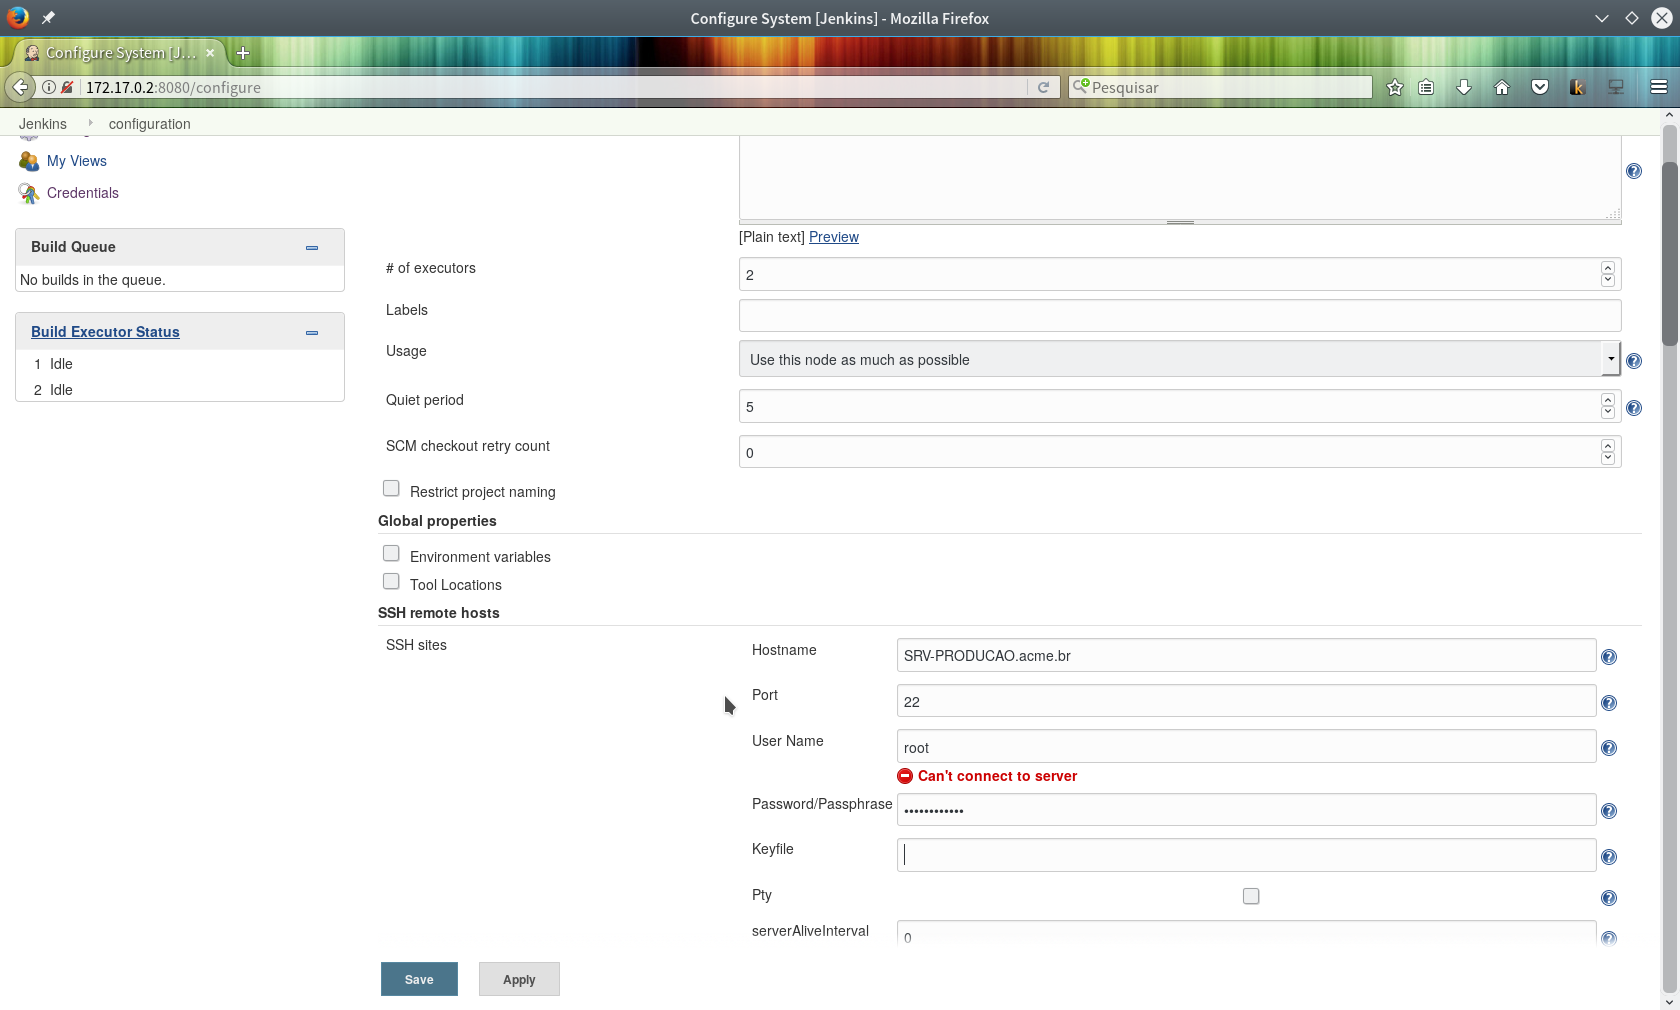 Configure System [Jenkins] - Mozilla Firefox
Configure System [J...
172.17.0.2:8080/configure
Pesquisar
Jenkins
configuration
My Views
Credentials
Build Queue
No builds in the queue.
Build Executor Status
1 Idle
2 Idle
[Plain text] Preview
# of executors
2
Labels
Usage
Use this node as much as possible
Quiet period
5
SCM checkout retry count
0
Restrict project naming
Global properties
Environment variables
Tool Locations
SSH remote hosts
SSH sites
Hostname
SRV-PRODUCAO.acme.br
Port
22
User Name
root
Can't connect to server
Password/Passphrase
••••••••••••
Keyfile
Pty
serverAliveInterval
0
Save
Apply